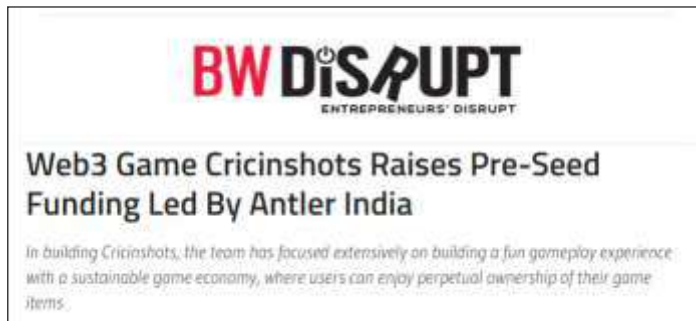 BW DiSRUPT
ENTREPRENEURS' DISRUPT
Web3 Game Cricinshots Raises Pre-Seed
Funding Led By Antler India
In building Cricinshots, the team has focused extensively on building a fun gameplay experience
with a sustainable game economy, where users can enjoy perpetual ownership of their game
items